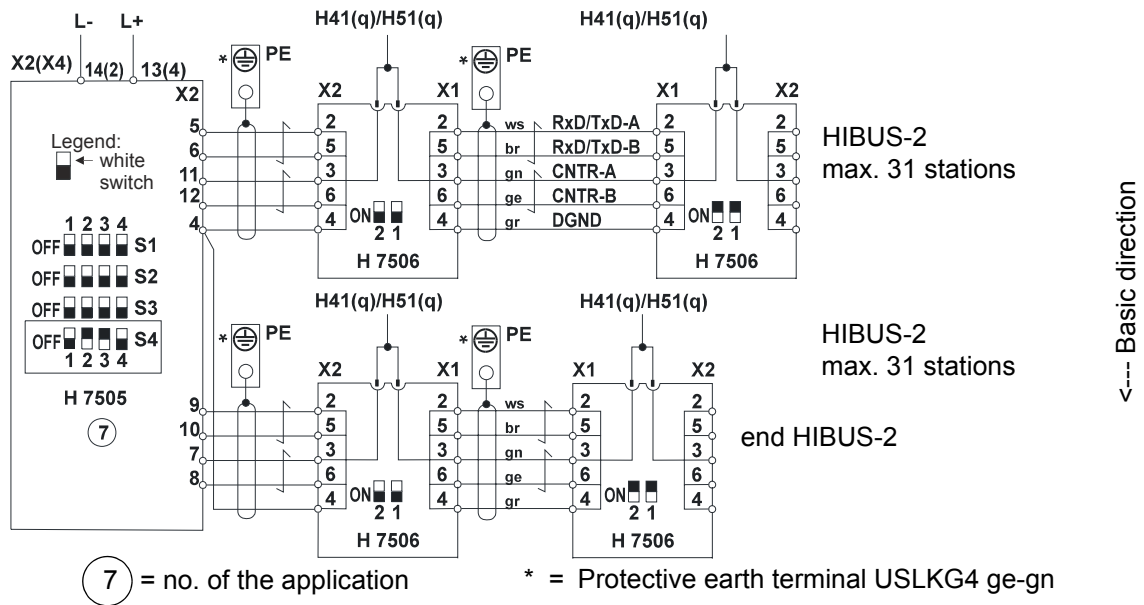 L- L+ H41(q)/H51(q) H41(q)/H51(q)
X2(X4) 14(2) 13(4) * PE * PE
X2 X2 X1 X1 X2
5 2 2 ws RxD/TxD-A 2 2
6 5 5 br RxD/TxD-B 5 5
11 3 3 gn CNTR-A 3 3
12 6 6 ge CNTR-B 6 6
4 4 4 gr DGND 4 4
Legend:
← white
switch
ON ON
2 1 2 1
H 7506 H 7506
HIBUS-2
max. 31 stations
1 2 3 4
OFF S1
OFF S2
OFF S3
OFF S4
1 2 3 4
H 7505
7
H41(q)/H51(q) H41(q)/H51(q)
* PE * PE
X2 X1 X1 X2
9 2 2 ws 2 2
10 5 5 br 5 5
7 3 3 gn 3 3
8 6 6 ge 6 6
4 4 gr 4 4
ON ON
2 1 2 1
H 7506 H 7506
HIBUS-2
max. 31 stations
end HIBUS-2
<--- Basic direction
7 = no. of the application * = Protective earth terminal USLKG4 ge-gn